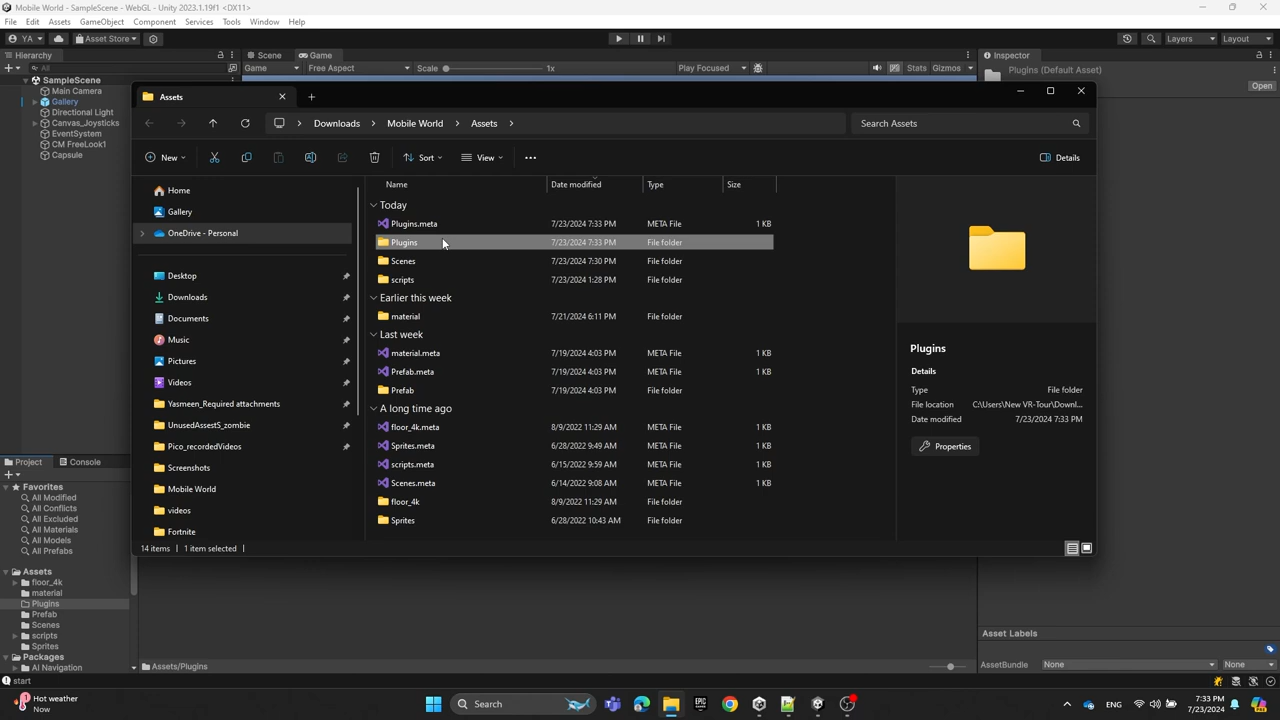 Mobile World - SampleScene - WebGL - Unity 2023.1.19f1 <DX11>
File Edit Assets GameObject Component Services Tools Window Help
YA Asset Store Layers Layout
Hierarchy Scene Game Inspector
All Game Free Aspect Scale 1x Play Focused Stats Gizmos
Plugins (Default Asset)
Open
SampleScene
Main Camera
Gallery
Directional Light
Canvas_Joysticks
EventSystem
CM FreeLook1
Capsule
Assets
Downloads Mobile World Assets Search Assets
New Sort View Details
Name Date modified Type Size
Home
Gallery
OneDrive - Personal
Desktop
Downloads
Documents
Music
Pictures
Videos
Yasmeen_Required attachments
UnusedAssestS_zombie
Pico_recordedVideos
Screenshots
Mobile World
videos
Fortnite
Today
Plugins.meta 7/23/2024 7:33 PM META File 1 KB
Plugins 7/23/2024 7:33 PM File folder
Scenes 7/23/2024 7:30 PM File folder
scripts 7/23/2024 1:28 PM File folder
Earlier this week
material 7/21/2024 6:11 PM File folder
Last week
material.meta 7/19/2024 4:03 PM META File 1 KB
Prefab.meta 7/19/2024 4:03 PM META File 1 KB
Prefab 7/19/2024 4:03 PM File folder
A long time ago
floor_4k.meta 8/9/2022 11:29 AM META File 1 KB
Sprites.meta 6/28/2022 9:49 AM META File 1 KB
scripts.meta 6/15/2022 9:59 AM META File 1 KB
Scenes.meta 6/14/2022 9:08 AM META File 1 KB
floor_4k 8/9/2022 11:29 AM File folder
Sprites 6/28/2022 10:43 AM File folder
Plugins
Details
Type File folder
File location C:\Users\New VR-Tour\Downl...
Date modified 7/23/2024 7:33 PM
Properties
14 items 1 item selected
Project Console
Favorites
All Modified
All Conflicts
All Excluded
All Materials
All Models
All Prefabs
Assets
floor_4k
material
Plugins
Prefab
Scenes
scripts
Sprites
Packages
AI Navigation
Assets/Plugins
Asset Labels
AssetBundle None None
start
Hot weather
Now
Search
EPIC GAMES
ENG
7:33 PM
7/23/2024